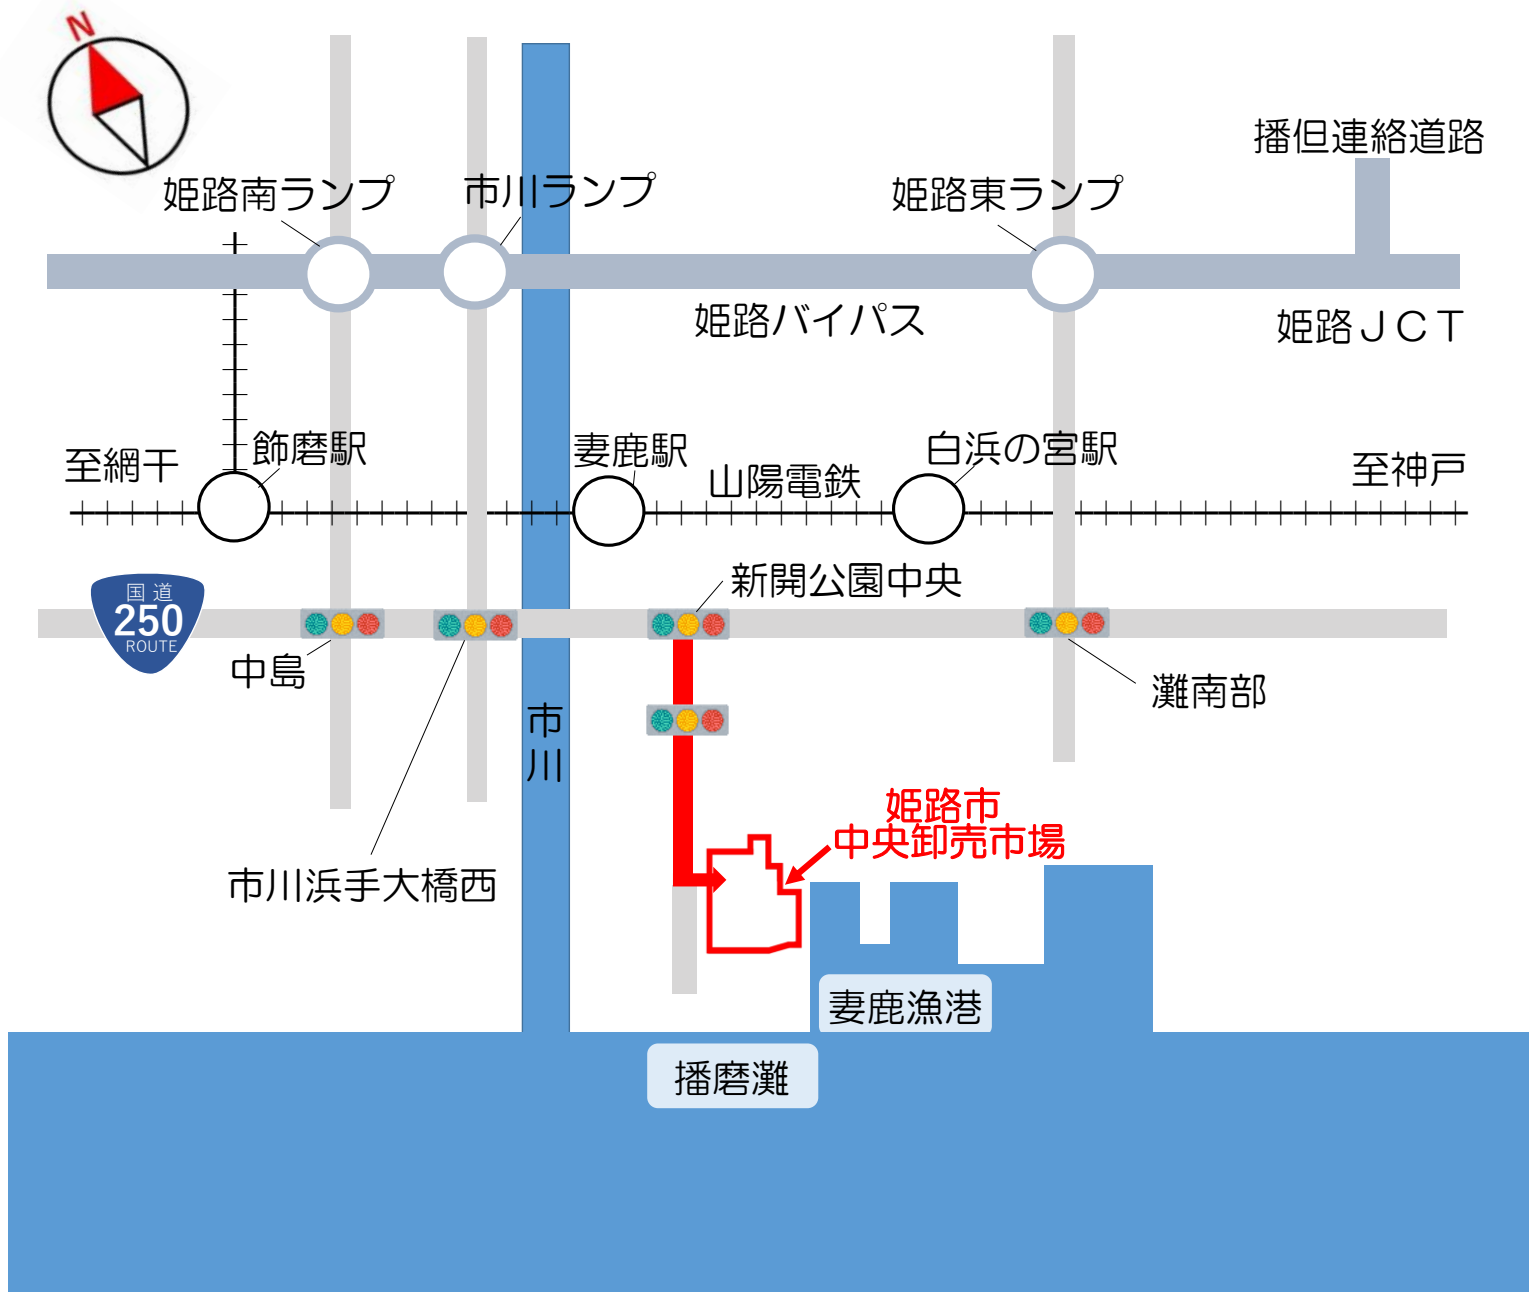 N
播但連絡道路
姫路南ランプ
市川ランプ
姫路東ランプ
姫路バイパス
姫路ＪＣＴ
至網干
飾磨駅
妻鹿駅
山陽電鉄
白浜の宮駅
至神戸
国道
250
ROUTE
新開公園中央
中島
灘南部
市川
姫路市
中央卸売市場
市川浜手大橋西
妻鹿漁港
播磨灘